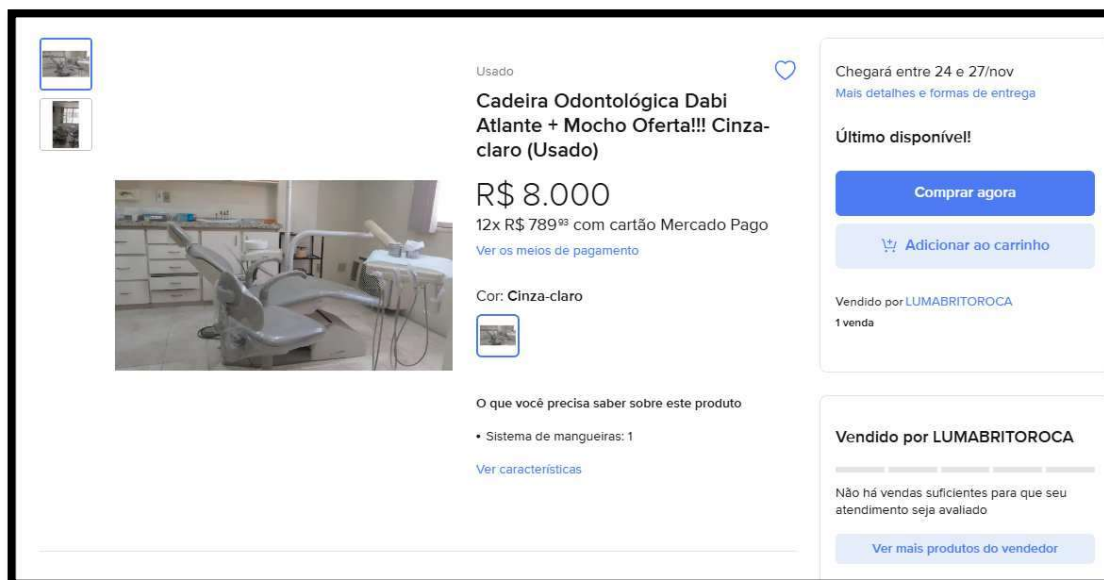 Usado
Cadeira Odontológica Dabi
Atlante + Mocho Oferta!!! Cinza-
claro (Usado)
R$ 8.000
12x R$ 789⁹³ com cartão Mercado Pago
Ver os meios de pagamento
Cor: Cinza-claro
O que você precisa saber sobre este produto
• Sistema de mangueiras: 1
Ver características
Chegará entre 24 e 27/nov
Mais detalhes e formas de entrega
Último disponível!
Comprar agora
Adicionar ao carrinho
Vendido por LUMABRITOROCA
1 venda
Vendido por LUMABRITOROCA
Não há vendas suficientes para que seu
atendimento seja avaliado
Ver mais produtos do vendedor